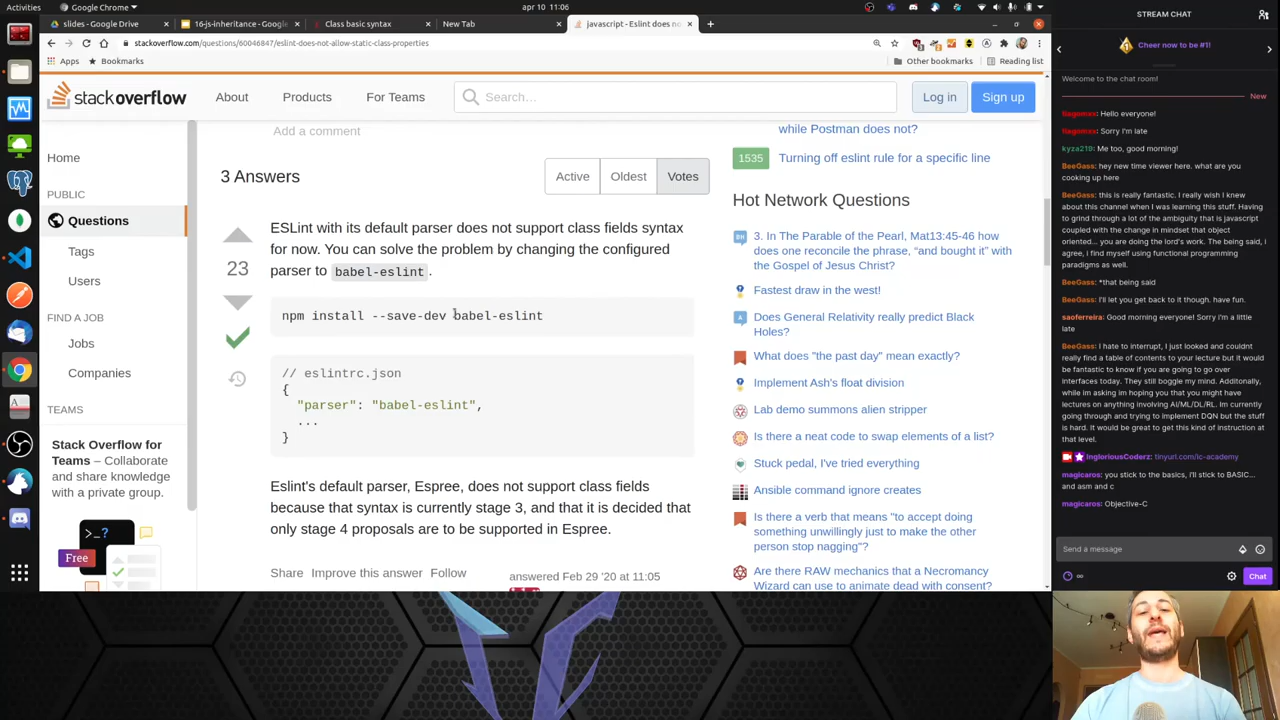 Activities
Google Chrome
apr 10 11:06
slides - Google Drive
16-js-inheritance - Google
Class basic syntax
New Tab
javascript - Eslint does no
stackoverflow.com/questions/60046847/eslint-does-not-allow-static-class-properties
Apps
Bookmarks
Other bookmarks
Reading list
stackoverflow
About
Products
For Teams
Search…
Log in
Sign up
Home
PUBLIC
Questions
Tags
Users
FIND A JOB
Jobs
Companies
TEAMS
Stack Overflow for
Teams – Collaborate
and share knowledge
with a private group.
>_?
Free
Add a comment
3 Answers
Active
Oldest
Votes
23
ESLint with its default parser does not support class fields syntax
for now. You can solve the problem by changing the configured
parser to babel-eslint.
npm install --save-dev babel-eslint
// eslintrc.json
{
"parser": "babel-eslint",
...
}
Eslint's default parser, Espree, does not support class fields
because that syntax is currently stage 3, and that it is decided that
only stage 4 proposals are to be supported in Espree.
Share
Improve this answer
Follow
answered Feb 29 '20 at 11:05
while Postman does not?
1535
Turning off eslint rule for a specific line
Hot Network Questions
3. In The Parable of the Pearl, Mat13:45-46 how
does one reconcile the phrase, “and bought it”
with the Gospel of Jesus Christ?
Fastest draw in the west!
Does General Relativity really predict Black
Holes?
What does "the past day" mean exactly?
Implement Ash's float division
Lab demo summons alien stripper
Is there a neat code to swap elements of a list?
Stuck pedal, I've tried everything
Ansible command ignore creates
Is there a verb that means "to accept doing
something unwillingly just to make the other
person stop nagging"?
Are there RAW mechanics that a Necromancy
Wizard can use to animate dead with consent?
STREAM CHAT
Cheer now to be #1!
Welcome to the chat room!
New
Hello everyone!
Sorry I'm late
kyza219: Me too, good morning!
BeeGass: hey new time viewer here. what are you
cooking up here
BeeGass: this is really fantastic. I really wish I knew
about this channel when I was learning this stuff. Having
to grind through a lot of the ambiguity that is javascript
coupled with the change in mindset that object
oriented... you are doing the lord's work. The being said, i
agree, I find myself using functional programming
paradigms as well.
BeeGass: *that being said
BeeGass: I'll let you get back to it though. have fun.
saoferreira: Good morning everyone! Sorry i'm a little
late
BeeGass: I hate to interrupt, I just looked and couldnt
really find a table of contents to your lecture but it would
be fantastic to know if you are going to go over
Interfaces today. They still boggle my mind. Additonally,
while im asking im hoping you that you might have
lectures on anything involving AI/ML/DL/RL. Im currently
going through and trying to implement DQN but the stuff
is hard. It would be great to get this kind of instruction at
that level.
IngloriousCoderz: tinyurl.com/ic-academy
magicaros: you stick to the basics, i'll stick to BASIC...
and asm and c
magicaros: Objective-C
Send a message
Chat